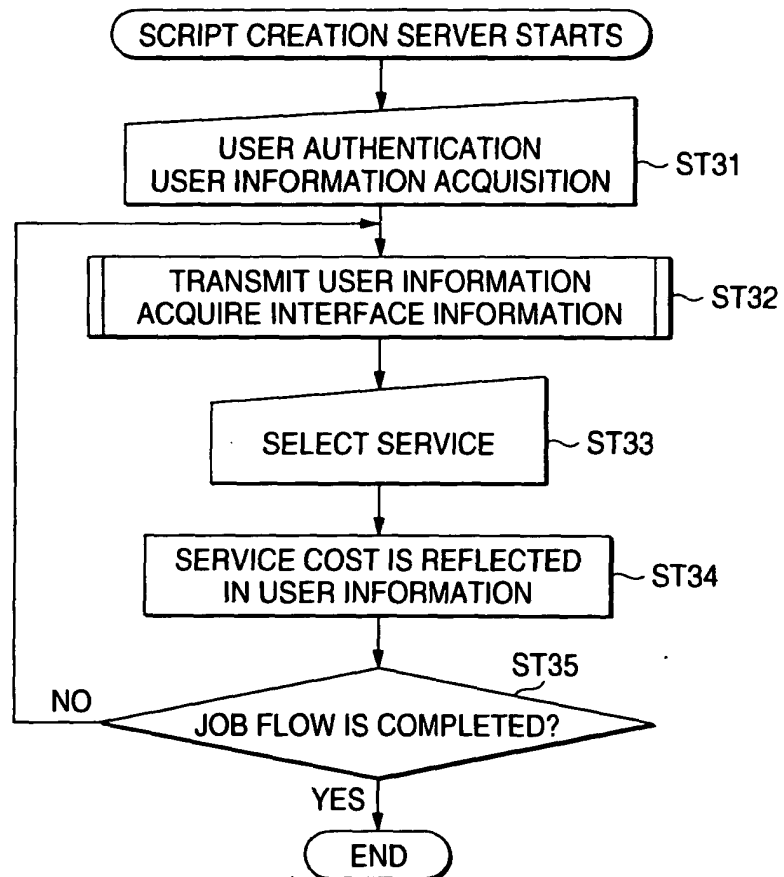 SCRIPT CREATION SERVER STARTS
USER AUTHENTICATION
USER INFORMATION ACQUISITION
ST31
TRANSMIT USER INFORMATION
ACQUIRE INTERFACE INFORMATION
ST32
SELECT SERVICE
ST33
SERVICE COST IS REFLECTED
IN USER INFORMATION
ST34
ST35
NO
JOB FLOW IS COMPLETED?
YES
END